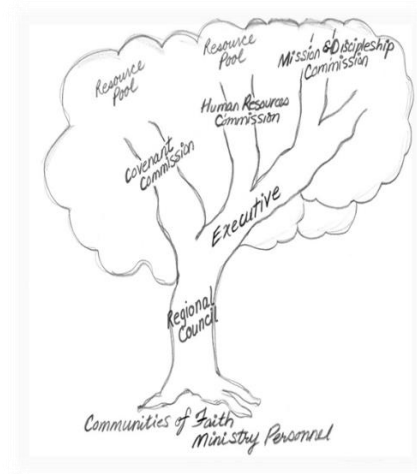 Resource
Pool
Resource
Pool
Mission & Discipleship
Commission
Human Resources
Commission
Covenant
Commission
Executive
Regional
Council
Communities of Faith
Ministry Personnel